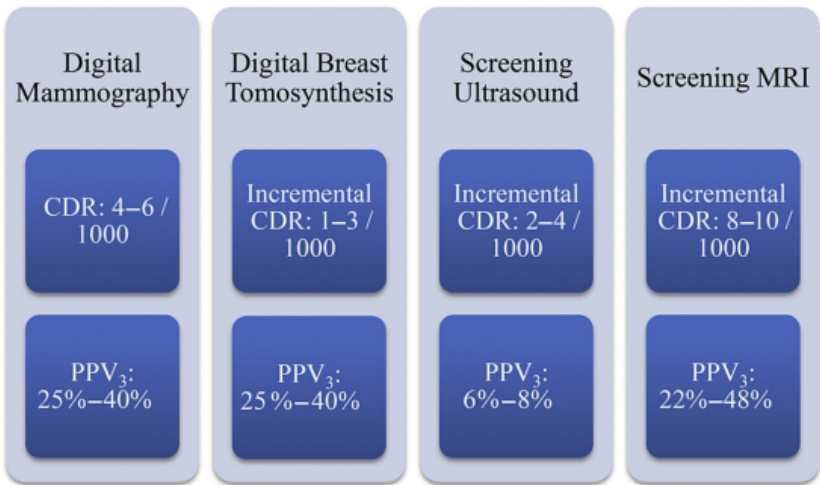 Digital
Mammography
CDR: 4–6 /
1000
PPV₃:
25%–40%
Digital Breast
Tomosynthesis
Incremental
CDR: 1–3 /
1000
PPV₃:
25%–40%
Screening
Ultrasound
Incremental
CDR: 2–4 /
1000
PPV₃:
6%–8%
Screening MRI
Incremental
CDR: 8–10 /
1000
PPV₃:
22%–48%